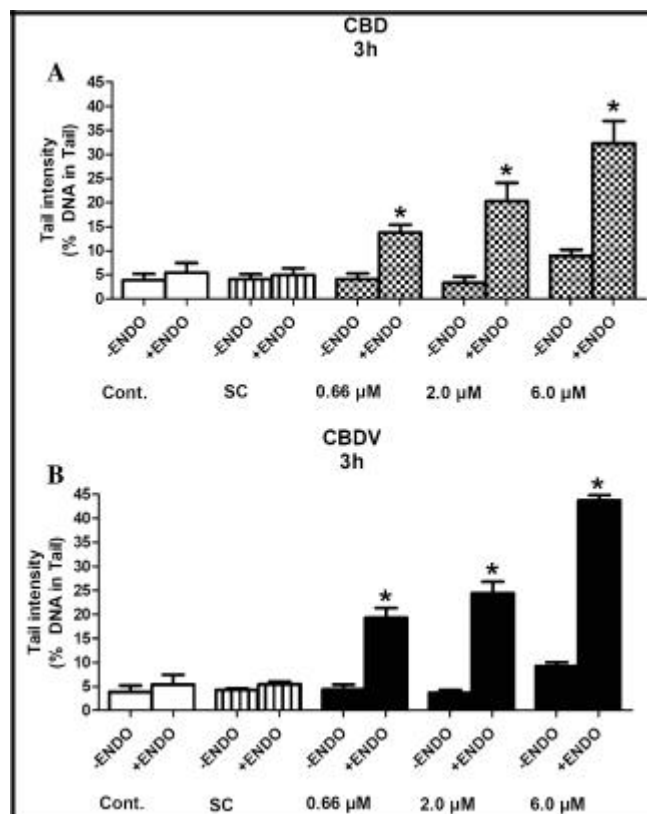 CBD
3h
A
Tail intensity
(% DNA in Tail)
45
40
35
30
25
20
15
10
5
0
*
*
*
-ENDO +ENDO -ENDO +ENDO -ENDO +ENDO -ENDO +ENDO -ENDO +ENDO
Cont. SC 0.66 µM 2.0 µM 6.0 µM
CBDV
3h
B
Tail intensity
(% DNA in Tail)
45
40
35
30
25
20
15
10
5
0
*
*
*
-ENDO +ENDO -ENDO +ENDO -ENDO +ENDO -ENDO +ENDO -ENDO +ENDO
Cont. SC 0.66 µM 2.0 µM 6.0 µM